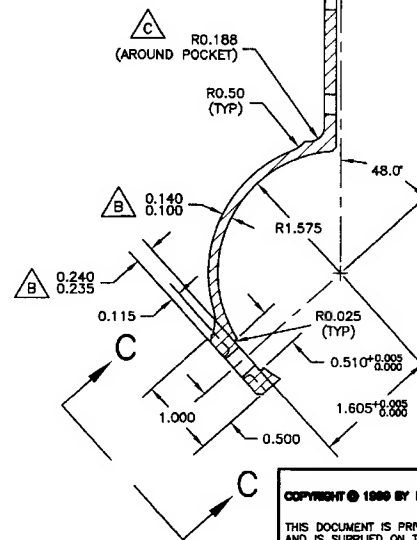 C
R0.188
(AROUND POCKET)
R0.50
(TYP)
48.0°
B
0.140
0.100
R1.575
B
0.240
0.235
0.115
R0.025
(TYP)
C
0.510+0.005
0.000
1.605+0.005
0.000
1.000
0.500
C
COPYRIGHT © 1999 BY
THIS DOCUMENT IS
AND IS SUPPLIED ON